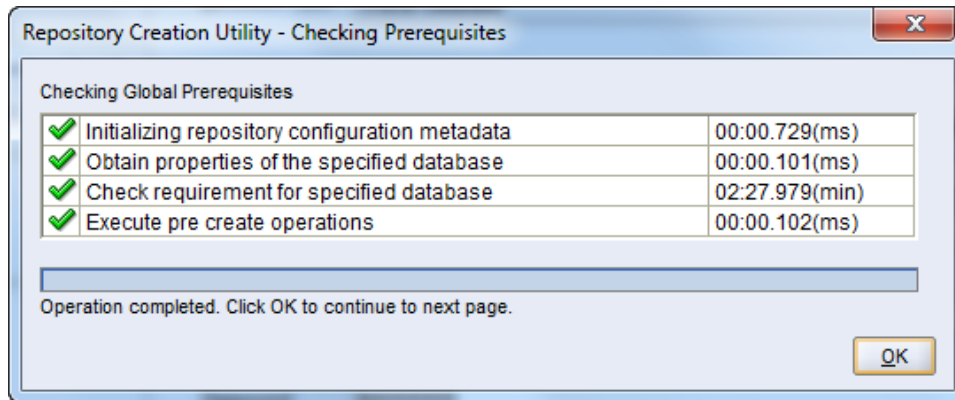 Repository Creation Utility - Checking Prerequisites
Checking Global Prerequisites
Initializing repository configuration metadata 00:00.729(ms)
Obtain properties of the specified database 00:00.101(ms)
Check requirement for specified database 02:27.979(min)
Execute pre create operations 00:00.102(ms)
Operation completed. Click OK to continue to next page.
OK